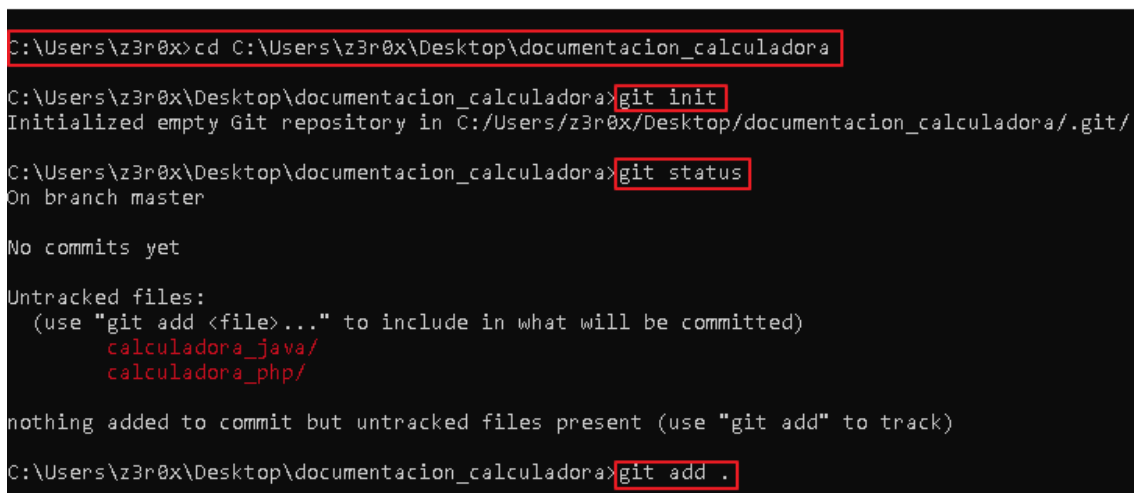 C:\Users\z3r0x>cd C:\Users\z3r0x\Desktop\documentacion_calculadora
C:\Users\z3r0x\Desktop\documentacion_calculadora>git init
Initialized empty Git repository in C:/Users/z3r0x/Desktop/documentacion_calculadora/.git/
C:\Users\z3r0x\Desktop\documentacion_calculadora>git status
On branch master
No commits yet
Untracked files:
(use "git add <file>..." to include in what will be committed)
calculadora_java/
calculadora_php/
nothing added to commit but untracked files present (use "git add" to track)
C:\Users\z3r0x\Desktop\documentacion_calculadora>git add .